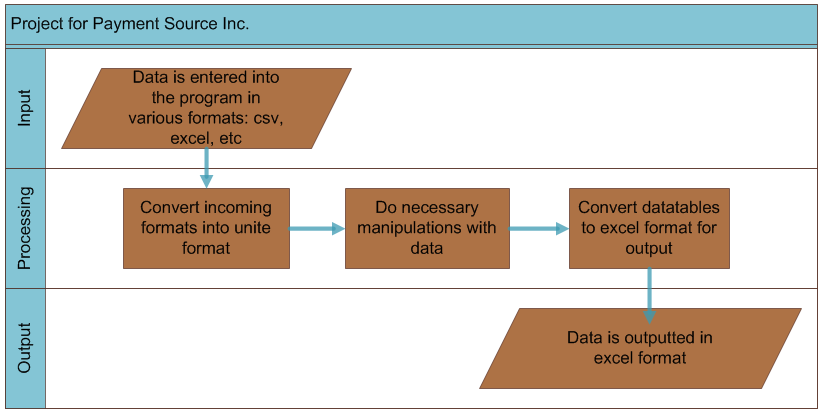 Project for Payment Source Inc.
Input
Data is entered into
the program in
various formats: csv,
excel, etc
Processing
Convert incoming
formats into unite
format
Do necessary
manipulations with
data
Convert datatables
to excel format for
output
Output
Data is outputted in
excel format